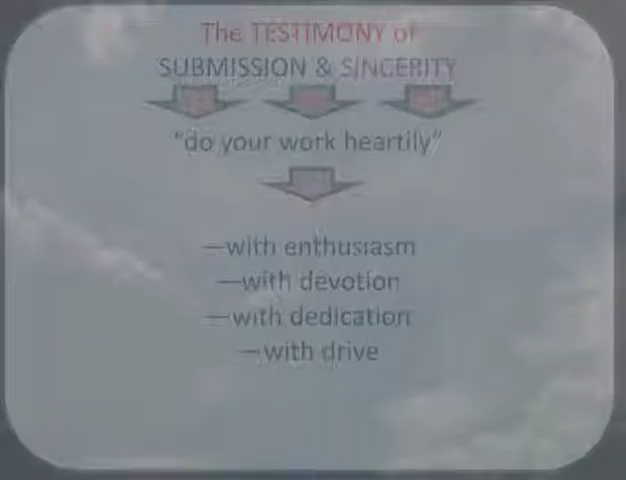 The TESTIMONY of
SUBMISSION & SINCERITY
"do your work heartily"
—with enthusiasm
—with devotion
—with dedication
—with drive